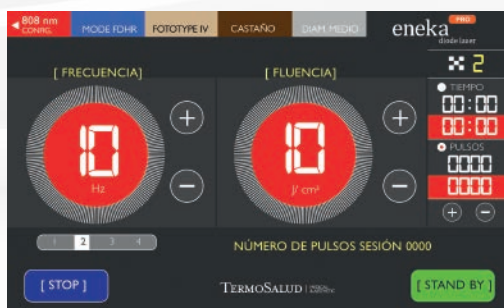 808 nm
CONFIG.
MODE FDHR
FOTOTYPE IV
CASTAÑO
DIAM. MEDIO
eneka PRO
diode laser
2
[ FRECUENCIA]
[ FLUENCIA]
TIEMPO
00:00
00:00
10
Hz
10
J/ cm²
PULSOS
0000
0000
1 2 3 4
NÚMERO DE PULSOS SESIÓN 0000
[ STOP ]
TERMOSALUD
[ STAND BY ]